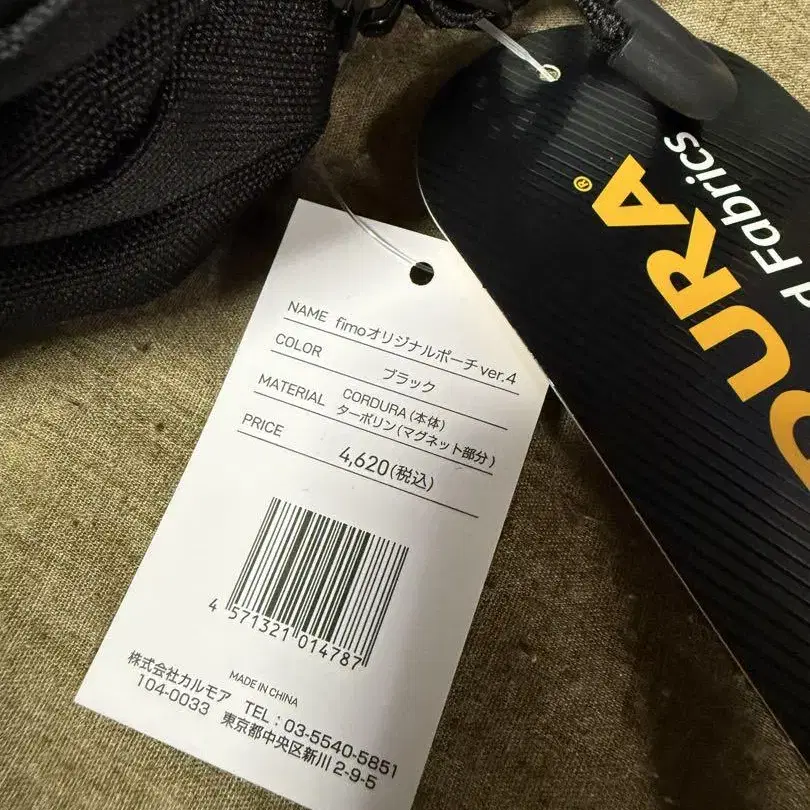 NAME fimoオリジナルポーチ ver.4
COLOR ブラック
MATERIAL CORDURA(本体)
ターポリン(マグネット部分)
PRICE 4,620(税込)
4 571321 014787
MADE IN CHINA
株式会社カルモア TEL：03-5540-5851
104-0033 東京都中央区新川2-9-5
DURA®
d Fabrics